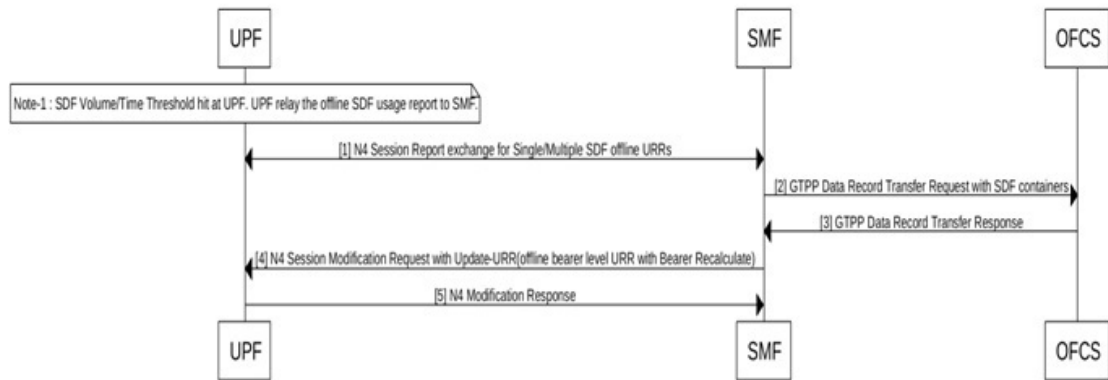 UPF
SMF
OFCS
Note-1 : SDF Volume/Time Threshold hit at UPF. UPF relay the offline SDF usage report to SMF.
[1] N4 Session Report exchange for Single/Multiple SDF offline URRs
[2] GTPP Data Record Transfer Request with SDF containers
[3] GTPP Data Record Transfer Response
[4] N4 Session Modification Request with Update-URR(offline bearer level URR with Bearer Recalculate)
[5] N4 Modification Response
UPF
SMF
OFCS